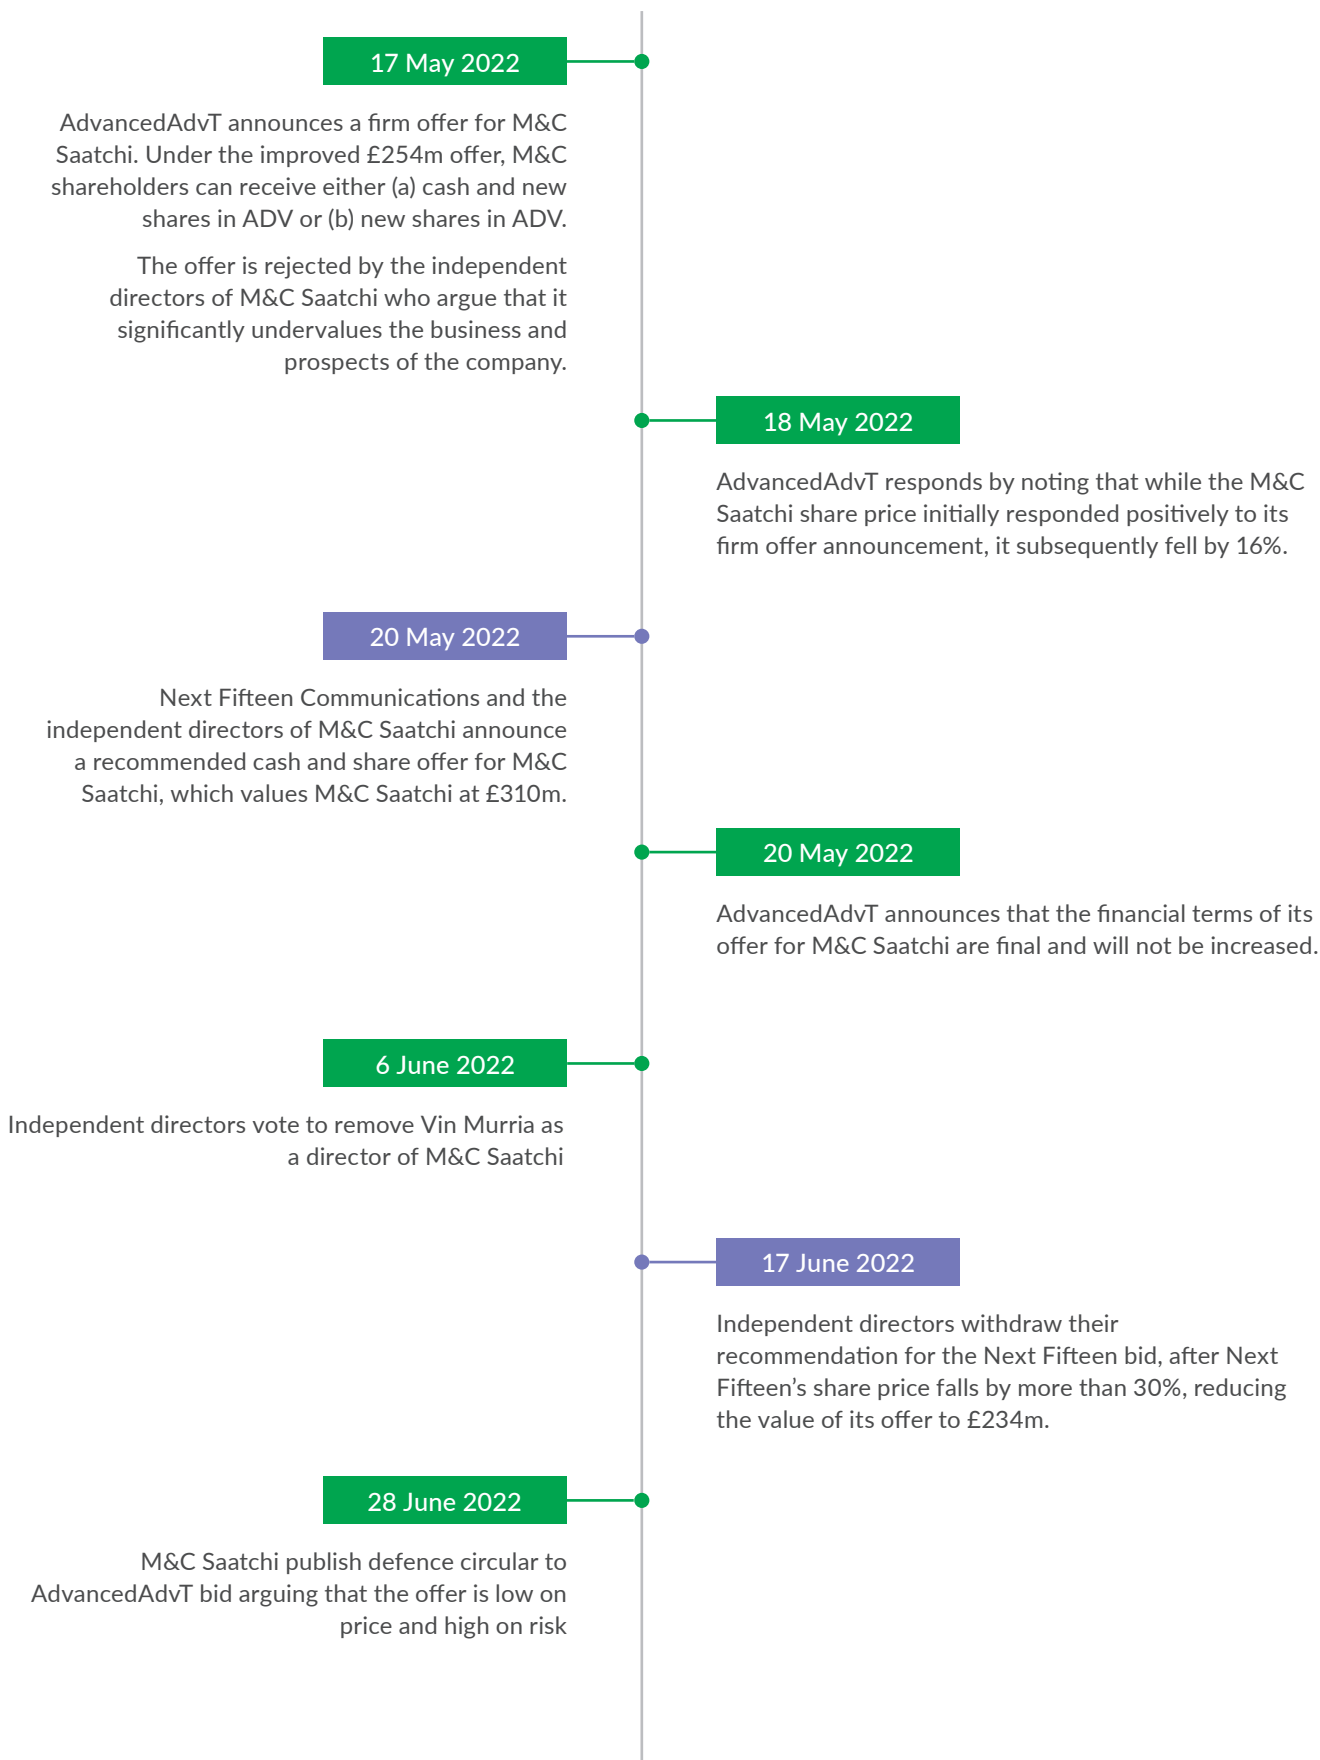 17 May 2022
AdvancedAdvT announces a firm offer for M&C
Saatchi. Under the improved £254m offer, M&C
shareholders can receive either (a) cash and new
shares in ADV or (b) new shares in ADV.
The offer is rejected by the independent
directors of M&C Saatchi who argue that it
significantly undervalues the business and
prospects of the company.
18 May 2022
AdvancedAdvT responds by noting that while the M&C
Saatchi share price initially responded positively to its
firm offer announcement, it subsequently fell by 16%.
20 May 2022
Next Fifteen Communications and the
independent directors of M&C Saatchi announce
a recommended cash and share offer for M&C
Saatchi, which values M&C Saatchi at £310m.
20 May 2022
AdvancedAdvT announces that the financial terms of its
offer for M&C Saatchi are final and will not be increased.
6 June 2022
Independent directors vote to remove Vin Murria as
a director of M&C Saatchi
17 June 2022
Independent directors withdraw their
recommendation for the Next Fifteen bid, after Next
Fifteen’s share price falls by more than 30%, reducing
the value of its offer to £234m.
28 June 2022
M&C Saatchi publish defence circular to
AdvancedAdvT bid arguing that the offer is low on
price and high on risk